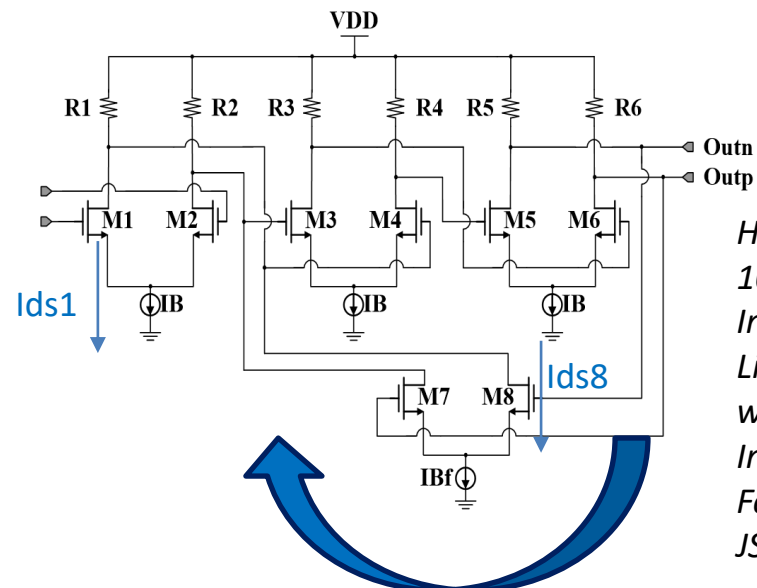 VDD
R1 R2 R3 R4 R5 R6
Outn
Outp
M1 M2 M3 M4 M5 M6
Ids1
IB IB IB
Ids8
M7 M8
IBf